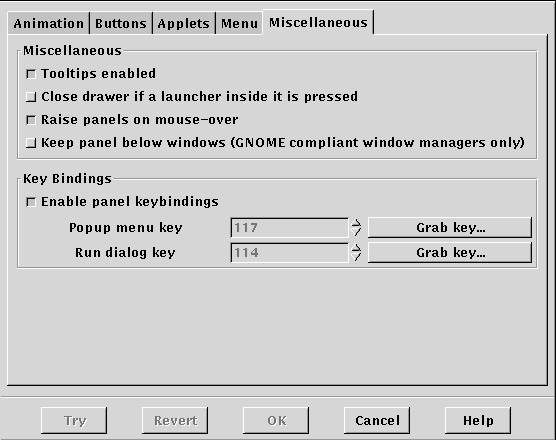 Animation Buttons Applets Menu Miscellaneous
Miscellaneous
Tooltips enabled
Close drawer if a launcher inside it is pressed
Raise panels on mouse-over
Keep panel below windows (GNOME compliant window managers only)
Key Bindings
Enable panel keybindings
Popup menu key 117 Grab key...
Run dialog key 114 Grab key...
Try Revert OK Cancel Help